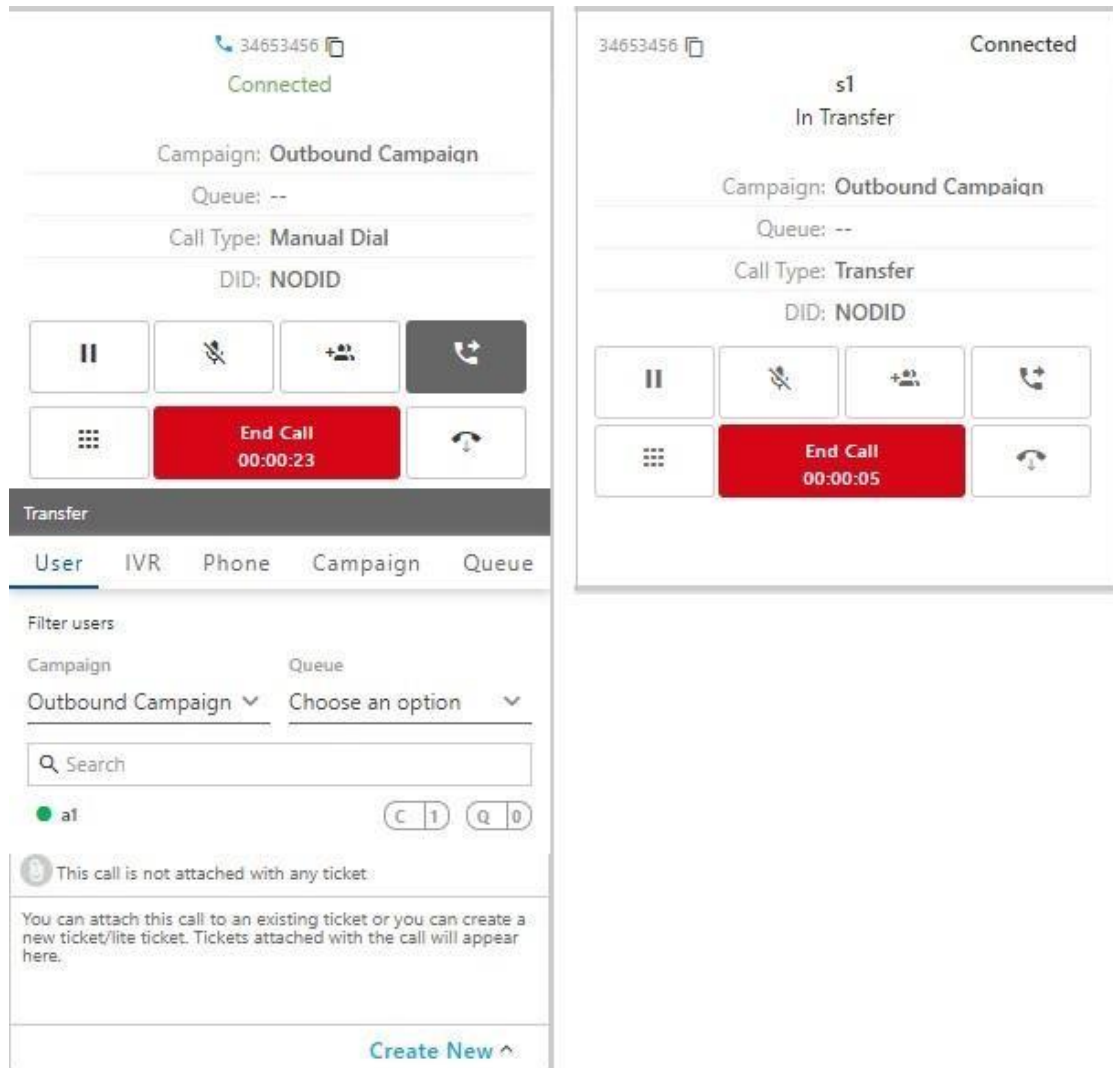 34653456
Connected
Campaign: Outbound Campaign
Queue: --
Call Type: Manual Dial
DID: NODID
End Call
00:00:23
Transfer
User IVR Phone Campaign Queue
Filter users
Campaign Queue
Outbound Campaign Choose an option
Search
a1 C 1 Q 0
This call is not attached with any ticket
You can attach this call to an existing ticket or you can create a
new ticket/lite ticket. Tickets attached with the call will appear
here.
Create New
34653456 Connected
s1
In Transfer
Campaign: Outbound Campaign
Queue: --
Call Type: Transfer
DID: NODID
End Call
00:00:05